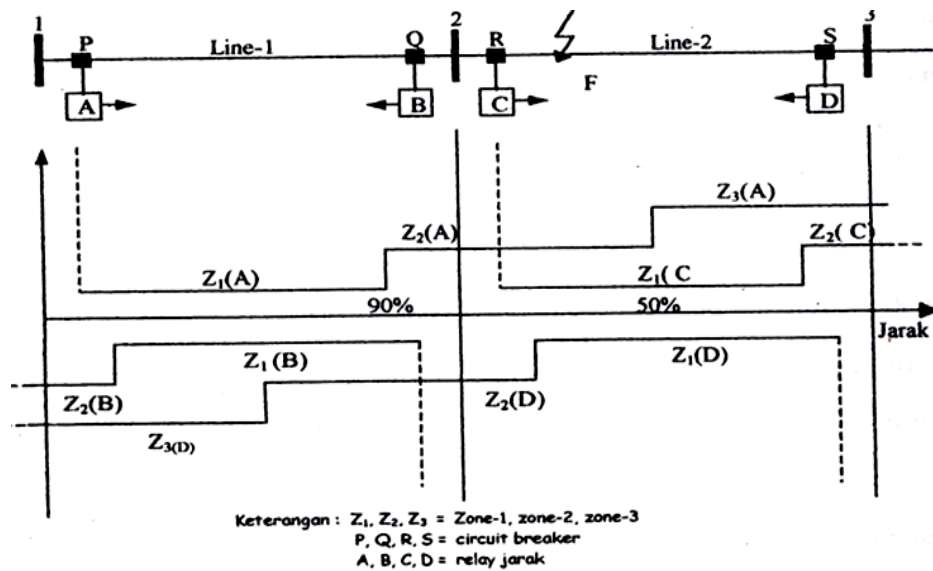 1 2 3
P Line-1 Q R Line-2 S
F
A B C D
Z₃(A)
Z₂(A) Z₂( C)
Z₁(A) Z₁(C
90% 50%
Jarak
Z₁ (B) Z₁(D)
Z₂(B) Z₂(D)
Z₃(D)
Keterangan : Z₁, Z₂, Z₃ = Zone-1, zone-2, zone-3
P, Q, R, S = circuit breaker
A, B, C, D = relay jarak